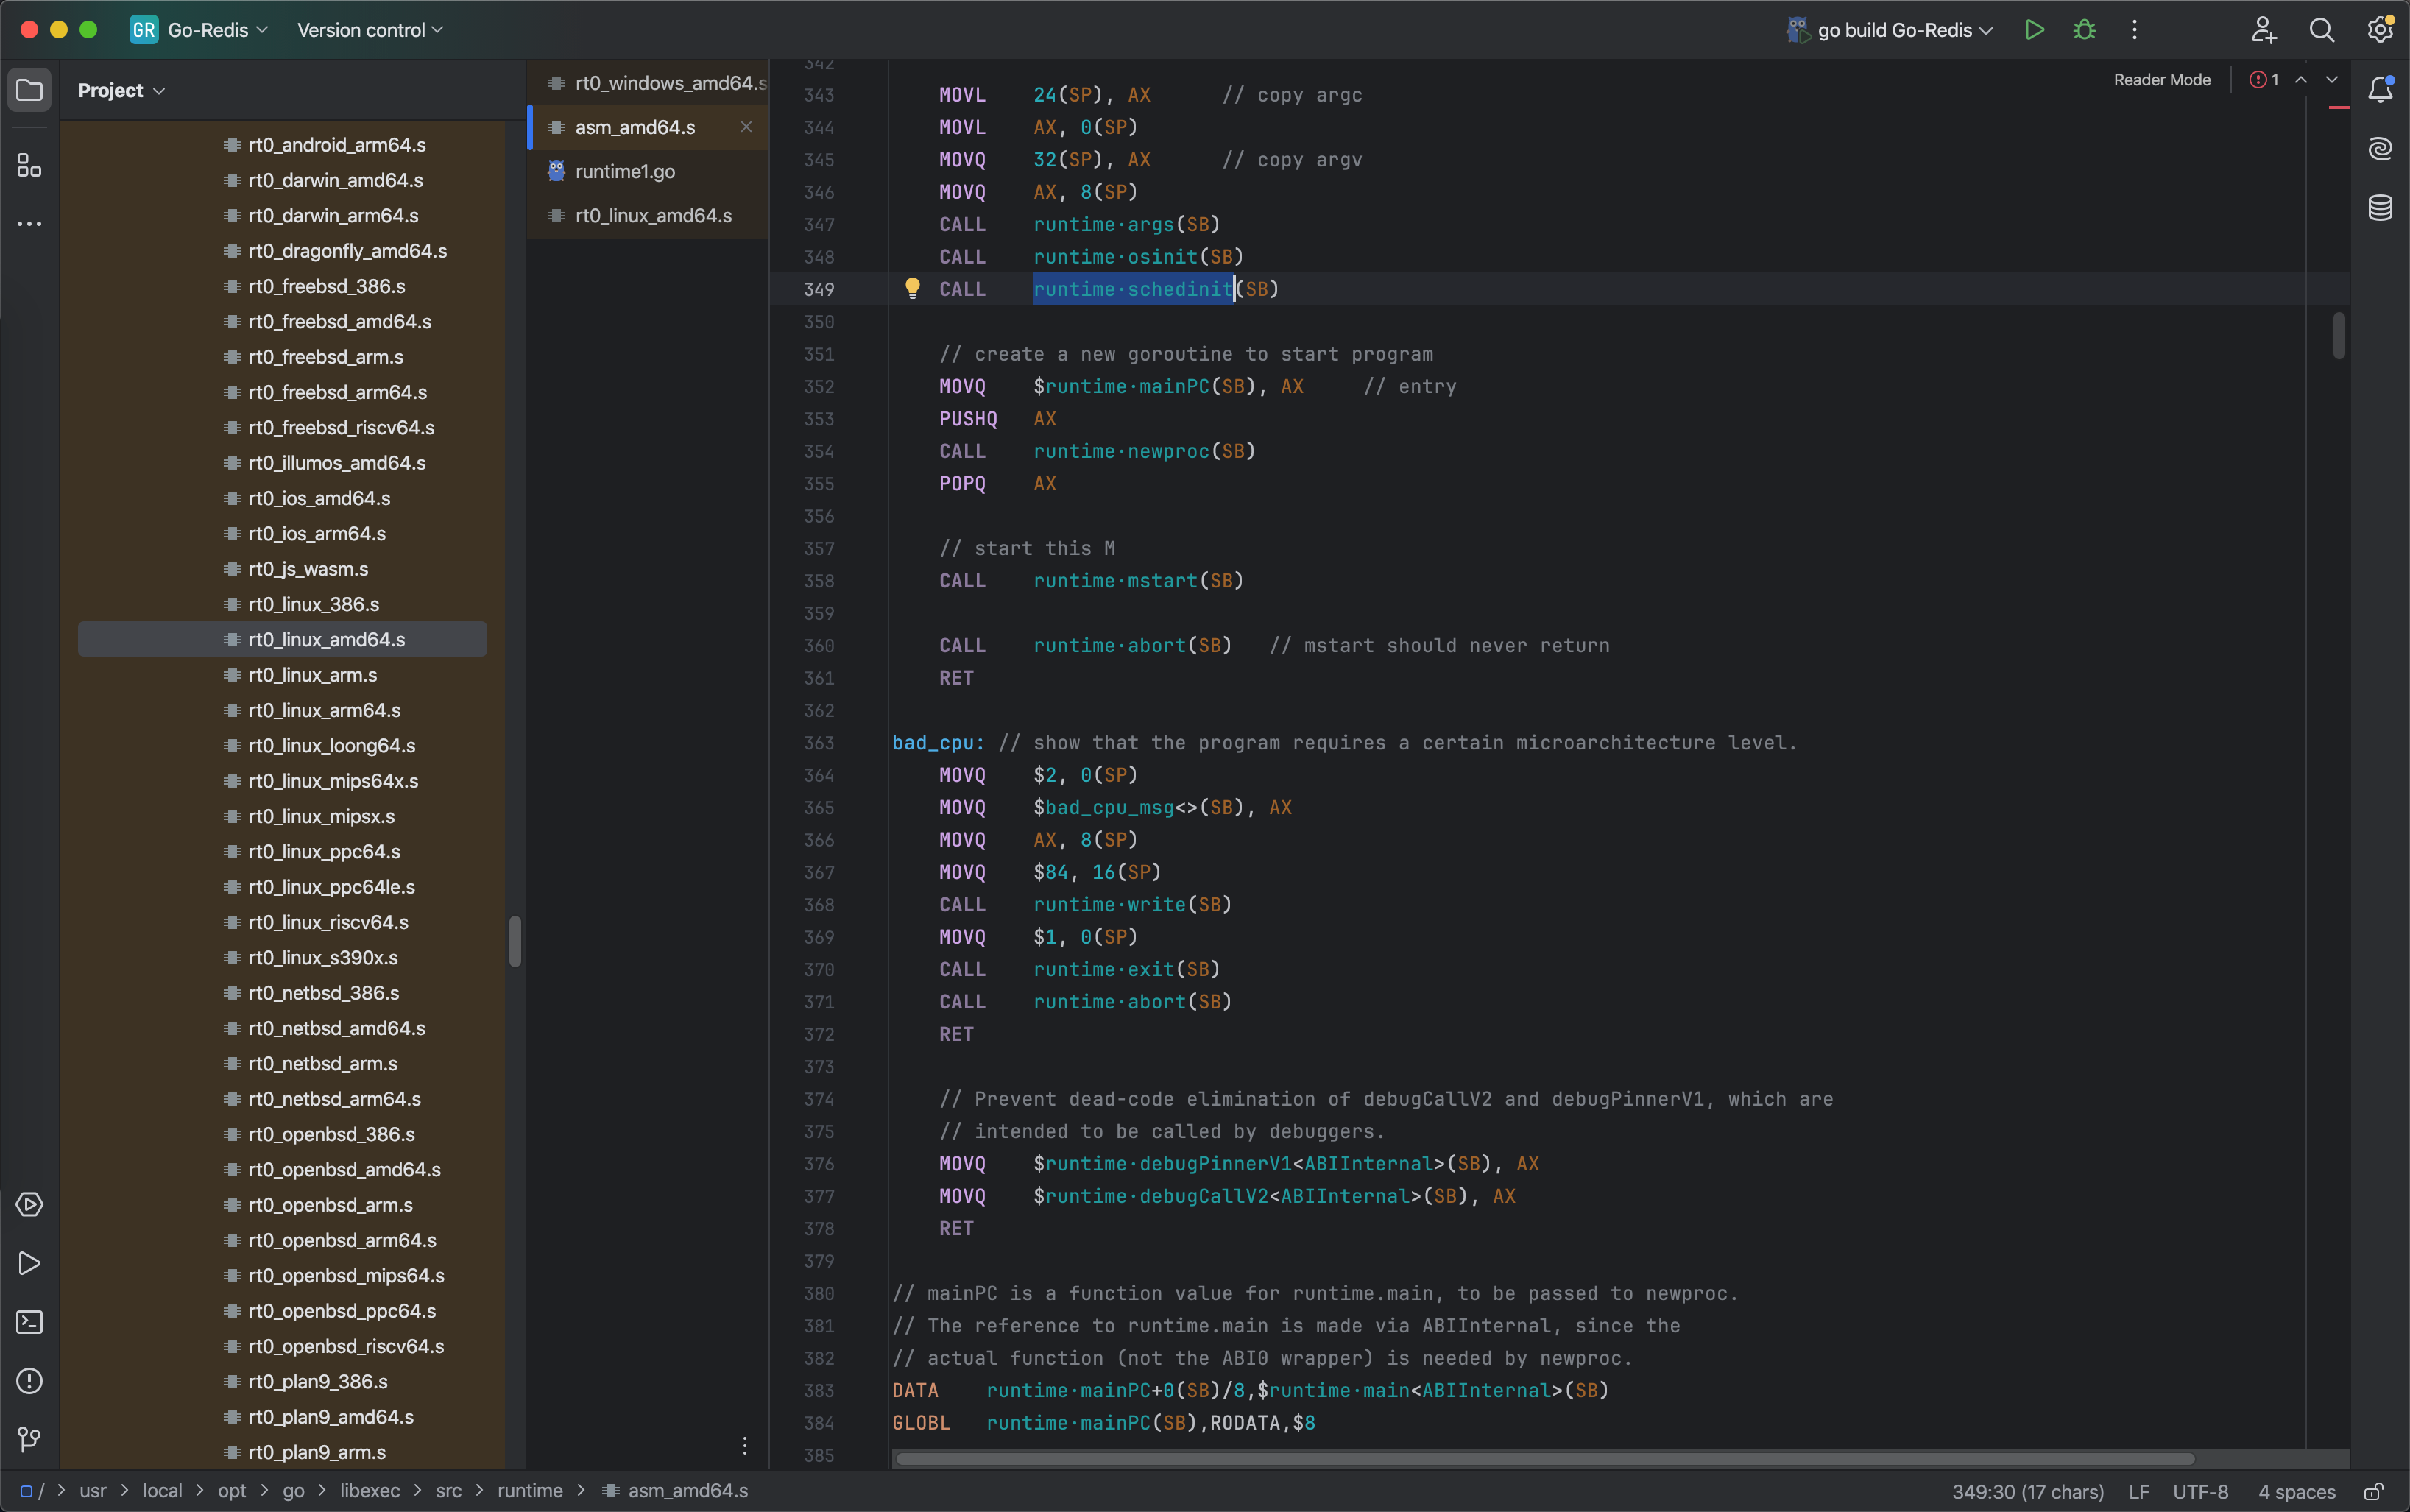 GR Go-Redis Version control go build Go-Redis
Project
rt0_android_arm64.s
rt0_darwin_amd64.s
rt0_darwin_arm64.s
rt0_dragonfly_amd64.s
rt0_freebsd_386.s
rt0_freebsd_amd64.s
rt0_freebsd_arm.s
rt0_freebsd_arm64.s
rt0_freebsd_riscv64.s
rt0_illumos_amd64.s
rt0_ios_amd64.s
rt0_ios_arm64.s
rt0_js_wasm.s
rt0_linux_386.s
rt0_linux_amd64.s
rt0_linux_arm.s
rt0_linux_arm64.s
rt0_linux_loong64.s
rt0_linux_mips64x.s
rt0_linux_mipsx.s
rt0_linux_ppc64.s
rt0_linux_ppc64le.s
rt0_linux_riscv64.s
rt0_linux_s390x.s
rt0_netbsd_386.s
rt0_netbsd_amd64.s
rt0_netbsd_arm.s
rt0_netbsd_arm64.s
rt0_openbsd_386.s
rt0_openbsd_amd64.s
rt0_openbsd_arm.s
rt0_openbsd_arm64.s
rt0_openbsd_mips64.s
rt0_openbsd_ppc64.s
rt0_openbsd_riscv64.s
rt0_plan9_386.s
rt0_plan9_amd64.s
rt0_plan9_arm.s
rt0_windows_amd64.s
asm_amd64.s
runtime1.go
rt0_linux_amd64.s
Reader Mode 1
342
343 MOVL 24(SP), AX // copy argc
344 MOVL AX, 0(SP)
345 MOVQ 32(SP), AX // copy argv
346 MOVQ AX, 8(SP)
347 CALL runtime·args(SB)
348 CALL runtime·osinit(SB)
349 CALL runtime·schedinit(SB)
350
351 // create a new goroutine to start program
352 MOVQ $runtime·mainPC(SB), AX // entry
353 PUSHQ AX
354 CALL runtime·newproc(SB)
355 POPQ AX
356
357 // start this M
358 CALL runtime·mstart(SB)
359
360 CALL runtime·abort(SB) // mstart should never return
361 RET
362
363 bad_cpu: // show that the program requires a certain microarchitecture level.
364 MOVQ $2, 0(SP)
365 MOVQ $bad_cpu_msg<>(SB), AX
366 MOVQ AX, 8(SP)
367 MOVQ $84, 16(SP)
368 CALL runtime·write(SB)
369 MOVQ $1, 0(SP)
370 CALL runtime·exit(SB)
371 CALL runtime·abort(SB)
372 RET
373
374 // Prevent dead-code elimination of debugCallV2 and debugPinnerV1, which are
375 // intended to be called by debuggers.
376 MOVQ $runtime·debugPinnerV1<ABIInternal>(SB), AX
377 MOVQ $runtime·debugCallV2<ABIInternal>(SB), AX
378 RET
379
380 // mainPC is a function value for runtime.main, to be passed to newproc.
381 // The reference to runtime.main is made via ABIInternal, since the
382 // actual function (not the ABI0 wrapper) is needed by newproc.
383 DATA runtime·mainPC+0(SB)/8,$runtime·main<ABIInternal>(SB)
384 GLOBL runtime·mainPC(SB),RODATA,$8
385
/ > usr > local > opt > go > libexec > src > runtime > asm_amd64.s 349:30 (17 chars) LF UTF-8 4 spaces